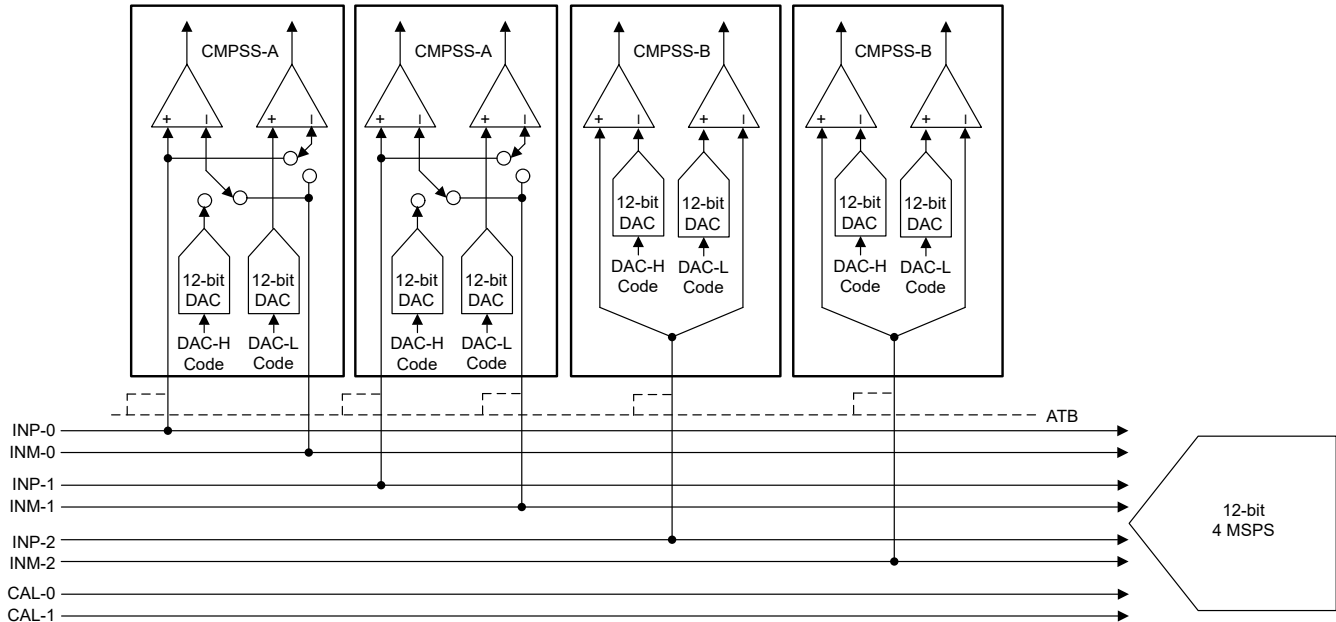 CMPSS-A
CMPSS-A
CMPSS-B
CMPSS-B
+ – + –
+ – + –
+ – + –
+ – + –
12-bit DAC
12-bit DAC
12-bit DAC
12-bit DAC
DAC-H Code
DAC-L Code
DAC-H Code
DAC-L Code
12-bit DAC
12-bit DAC
12-bit DAC
12-bit DAC
DAC-H Code
DAC-L Code
DAC-H Code
DAC-L Code
ATB
INP-0
INM-0
INP-1
INM-1
INP-2
INM-2
CAL-0
CAL-1
12-bit
4 MSPS